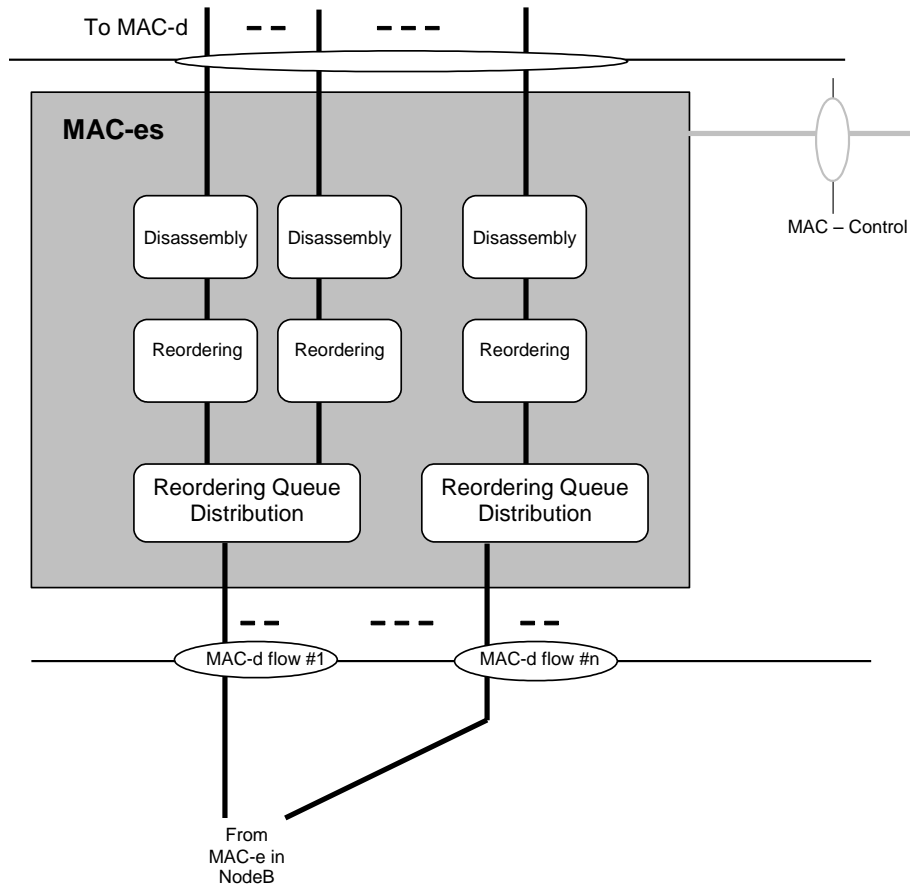 To MAC-d
MAC-es
MAC – Control
Disassembly
Disassembly
Disassembly
Reordering
Reordering
Reordering
Reordering Queue
Distribution
Reordering Queue
Distribution
MAC-d flow #1
MAC-d flow #n
From
MAC-e in
NodeB